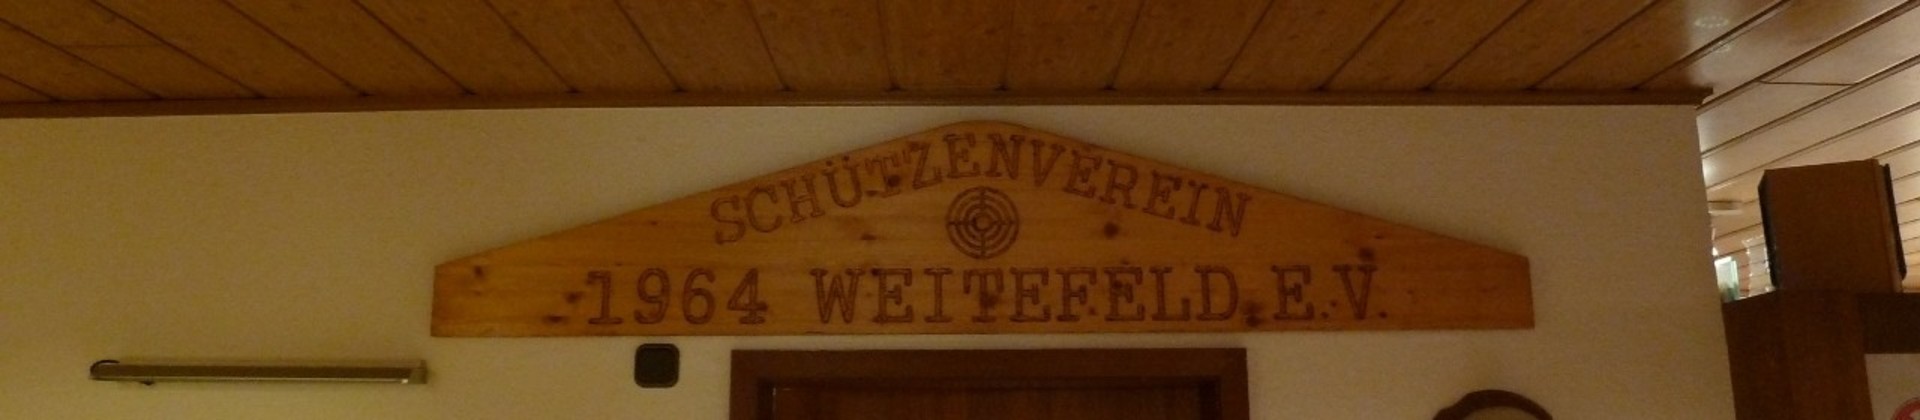 SCHÜTZENVEREIN
1964 WEITEFELD E.V.